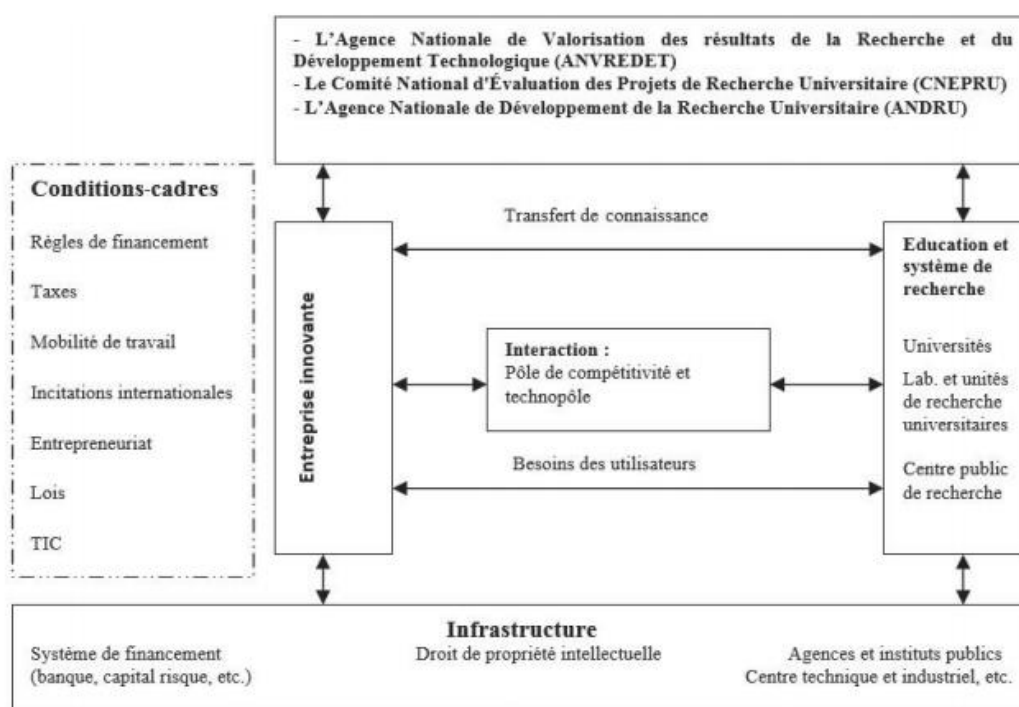 - L’Agence Nationale de Valorisation des résultats de la Recherche et du
Développement Technologique (ANVREDET)
- Le Comité National d'Évaluation des Projets de Recherche Universitaire (CNEPRU)
- L’Agence Nationale de Développement de la Recherche Universitaire (ANDRU)
Conditions-cadres
Règles de financement
Taxes
Mobilité de travail
Incitations internationales
Entrepreneuriat
Lois
TIC
Entreprise innovante
Transfert de connaissance
Interaction :
Pôle de compétitivité et
technopôle
Besoins des utilisateurs
Education et
système de
recherche
Universités
Lab. et unités
de recherche
universitaires
Centre public
de recherche
Infrastructure
Système de financement
(banque, capital risque, etc.)
Droit de propriété intellectuelle
Agences et instituts publics
Centre technique et industriel, etc.